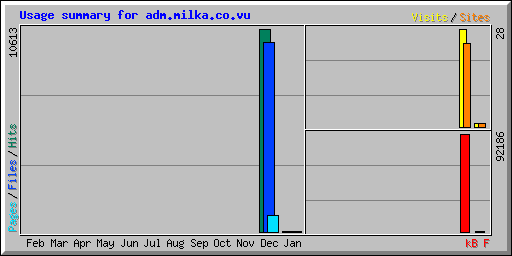 Usage summary for adm.milka.co.vu
Visits / Sites
10613
28
Pages / Files / Hits
92186
Feb Mar Apr May Jun Jul Aug Sep Oct Nov Dec Jan
kB F